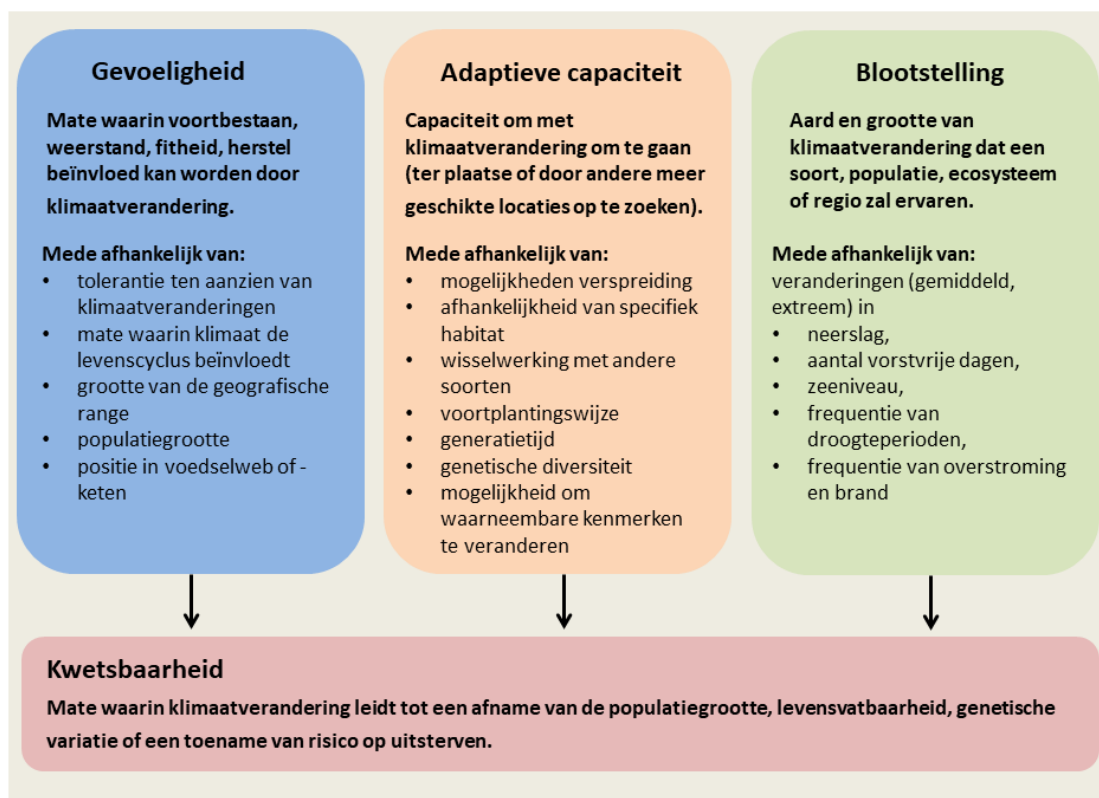 Gevoeligheid
Mate waarin voortbestaan,
weerstand, fitheid, herstel
beïnvloed kan worden door
klimaatverandering.
Mede afhankelijk van:
• tolerantie ten aanzien van
klimaatveranderingen
• mate waarin klimaat de
levenscyclus beïnvloedt
• grootte van de geografische
range
• populatiegrootte
• positie in voedselweb of -
keten
Adaptieve capaciteit
Capaciteit om met
klimaatverandering om te gaan
(ter plaatse of door andere meer
geschikte locaties op te zoeken).
Mede afhankelijk van:
• mogelijkheden verspreiding
• afhankelijkheid van specifiek
habitat
• wisselwerking met andere
soorten
• voortplantingswijze
• generatietijd
• genetische diversiteit
• mogelijkheid om
waarneembare kenmerken
te veranderen
Blootstelling
Aard en grootte van
klimaatverandering dat een
soort, populatie, ecosysteem
of regio zal ervaren.
Mede afhankelijk van:
veranderingen (gemiddeld,
extreem) in
• neerslag,
• aantal vorstvrije dagen,
• zeeniveau,
• frequentie van
droogteperioden,
• frequentie van overstroming
en brand
Kwetsbaarheid
Mate waarin klimaatverandering leidt tot een afname van de populatiegrootte, levensvatbaarheid, genetische
variatie of een toename van risico op uitsterven.